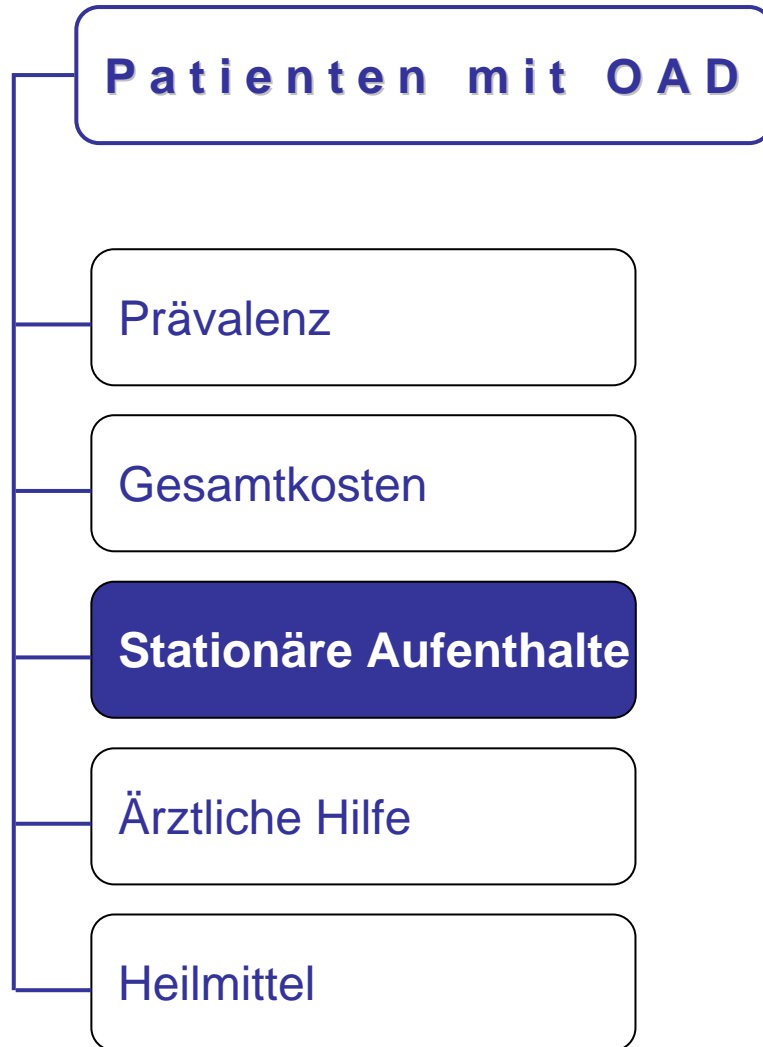 Patienten mit OAD
Prävalenz
Gesamtkosten
Stationäre Aufenthalte
Ärztliche Hilfe
Heilmittel